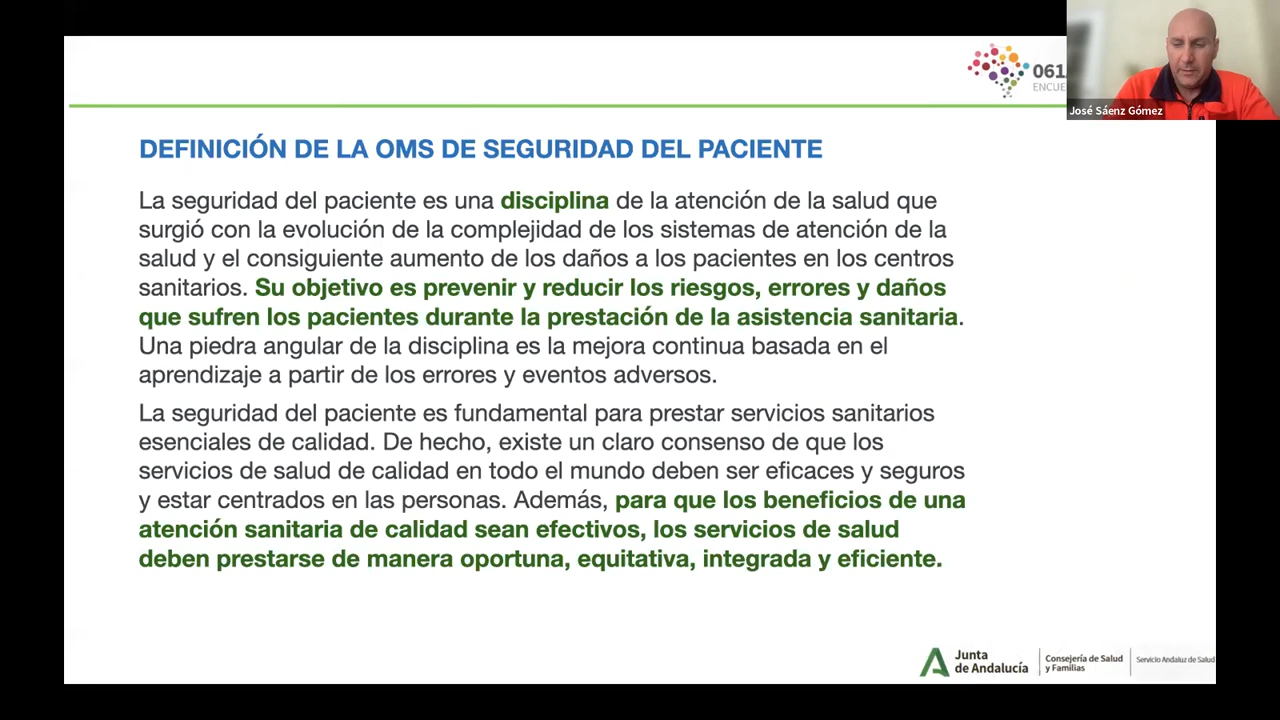 061
ENCUE
José Sáenz Gómez
DEFINICIÓN DE LA OMS DE SEGURIDAD DEL PACIENTE
La seguridad del paciente es una disciplina de la atención de la salud que
surgió con la evolución de la complejidad de los sistemas de atención de la
salud y el consiguiente aumento de los daños a los pacientes en los centros
sanitarios. Su objetivo es prevenir y reducir los riesgos, errores y daños
que sufren los pacientes durante la prestación de la asistencia sanitaria.
Una piedra angular de la disciplina es la mejora continua basada en el
aprendizaje a partir de los errores y eventos adversos.
La seguridad del paciente es fundamental para prestar servicios sanitarios
esenciales de calidad. De hecho, existe un claro consenso de que los
servicios de salud de calidad en todo el mundo deben ser eficaces y seguros
y estar centrados en las personas. Además, para que los beneficios de una
atención sanitaria de calidad sean efectivos, los servicios de salud
deben prestarse de manera oportuna, equitativa, integrada y eficiente.
Junta
de Andalucía
Consejería de Salud
y Familias
Servicio Andaluz de Salud